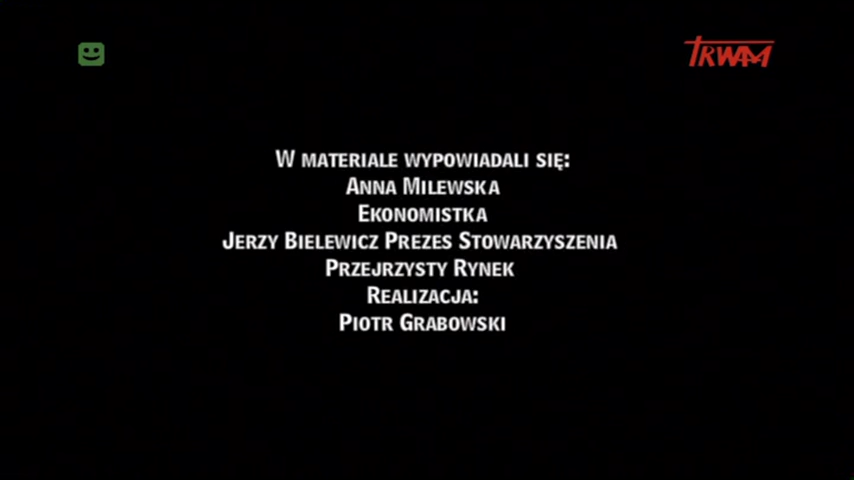 TRWAM
W MATERIALE WYPOWIADALI SIĘ:
ANNA MILEWSKA
EKONOMISTKA
JERZY BIELEWICZ PREZES STOWARZYSZENIA
PRZEJRZYSTY RYNEK
REALIZACJA:
PIOTR GRABOWSKI